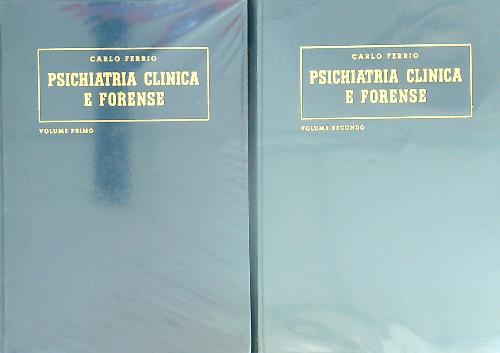 CARLO FERRIO
PSICHIATRIA CLINICA
E FORENSE
VOLUME PRIMO
CARLO FERRIO
PSICHIATRIA CLINICA
E FORENSE
VOLUME SECONDO